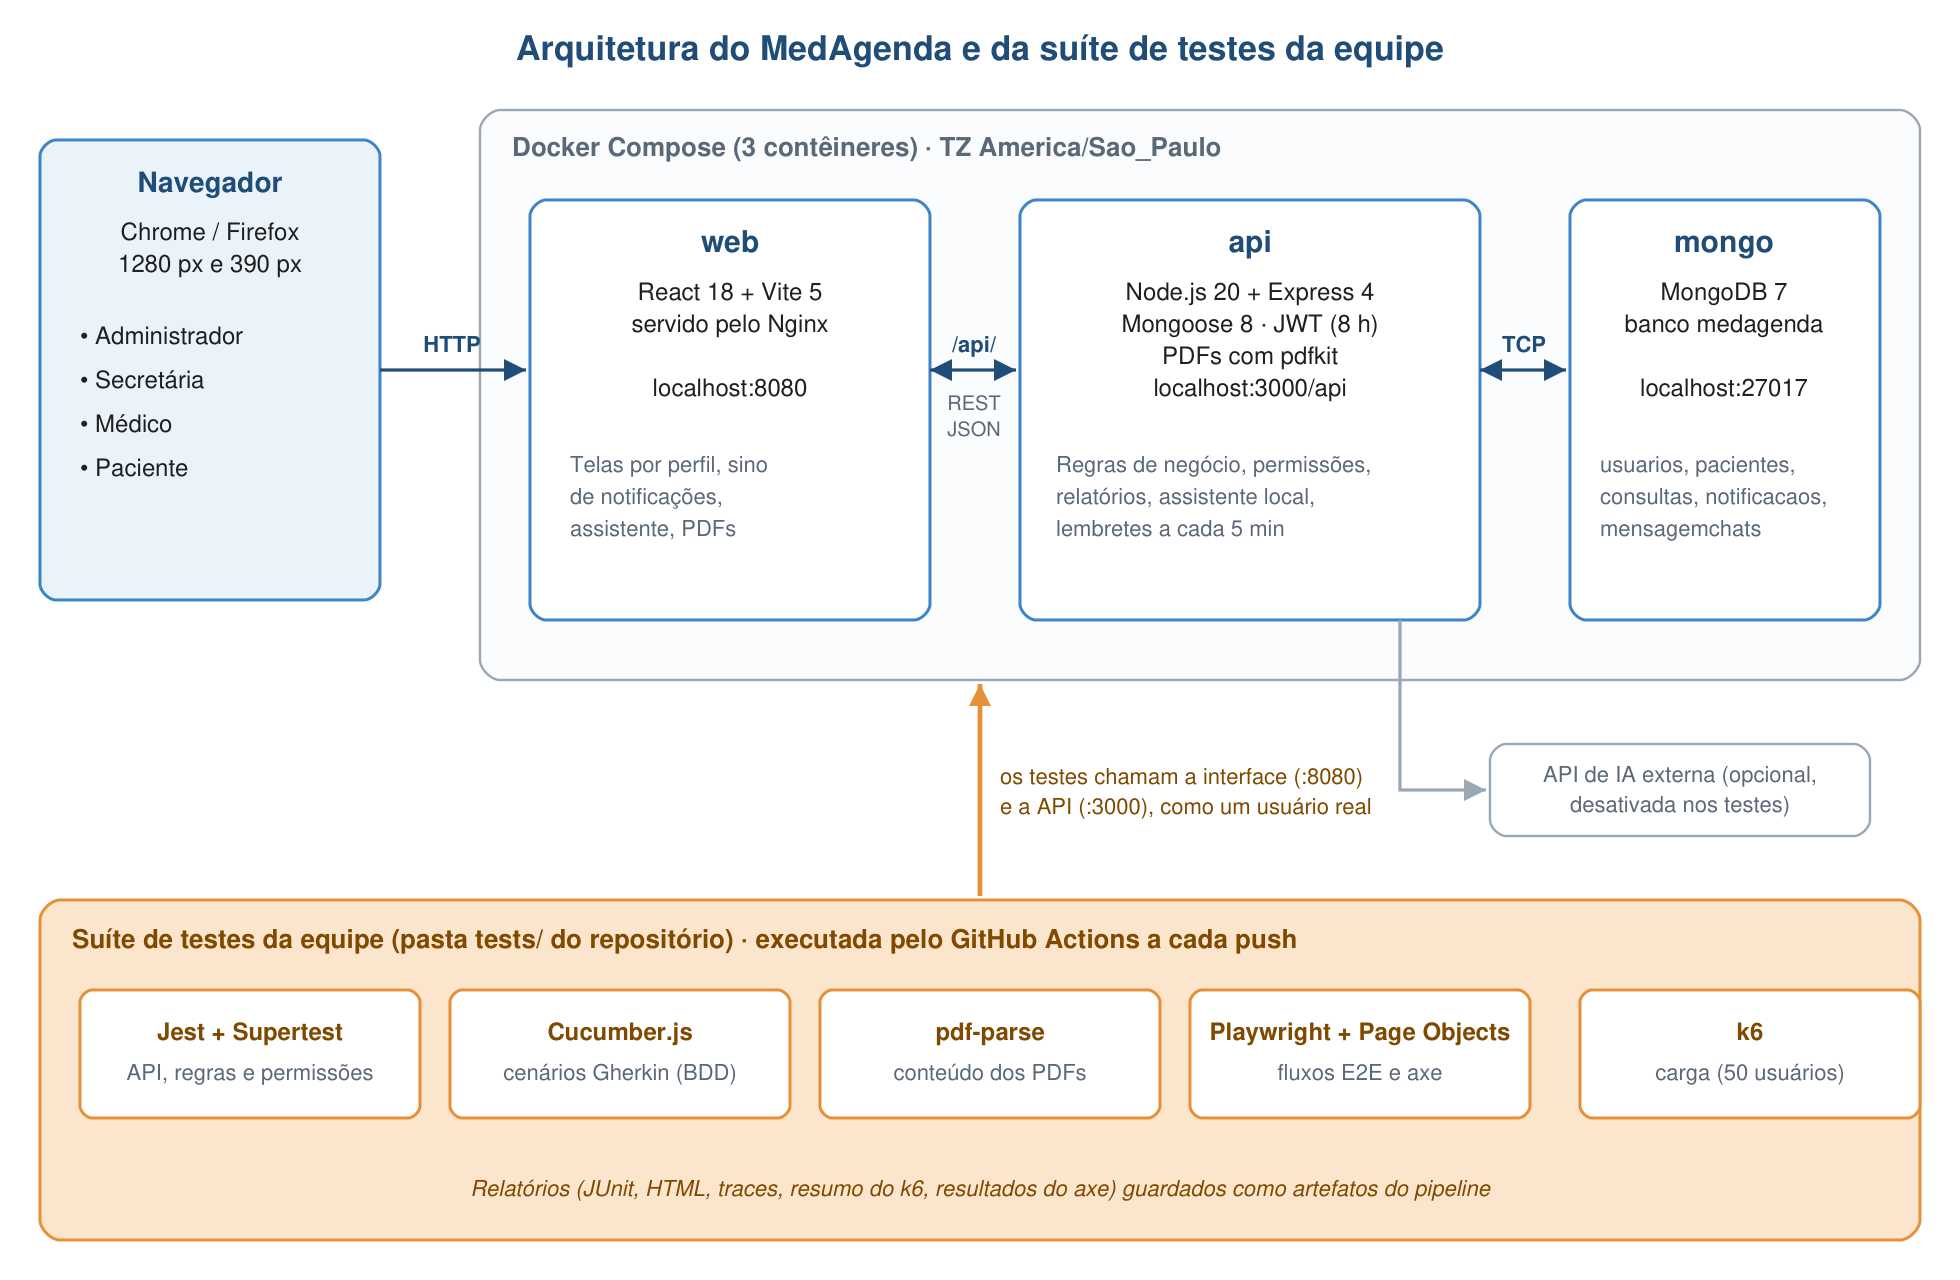 Arquitetura do MedAgenda e da suíte de testes da equipe
Navegador
Chrome / Firefox
1280 px e 390 px
• Administrador
• Secretária
• Médico
• Paciente
HTTP
Docker Compose (3 contêineres) · TZ America/Sao_Paulo
web
React 18 + Vite 5
servido pelo Nginx
localhost:8080
Telas por perfil, sino
de notificações,
assistente, PDFs
/api/
REST
JSON
api
Node.js 20 + Express 4
Mongoose 8 · JWT (8 h)
PDFs com pdfkit
localhost:3000/api
Regras de negócio, permissões,
relatórios, assistente local,
lembretes a cada 5 min
TCP
mongo
MongoDB 7
banco medagenda
localhost:27017
usuarios, pacientes,
consultas, notificacaos,
mensagemchats
os testes chamam a interface (:8080)
e a API (:3000), como um usuário real
API de IA externa (opcional,
desativada nos testes)
Suíte de testes da equipe (pasta tests/ do repositório) · executada pelo GitHub Actions a cada push
Jest + Supertest
API, regras e permissões
Cucumber.js
cenários Gherkin (BDD)
pdf-parse
conteúdo dos PDFs
Playwright + Page Objects
fluxos E2E e axe
k6
carga (50 usuários)
Relatórios (JUnit, HTML, traces, resumo do k6, resultados do axe) guardados como artefatos do pipeline